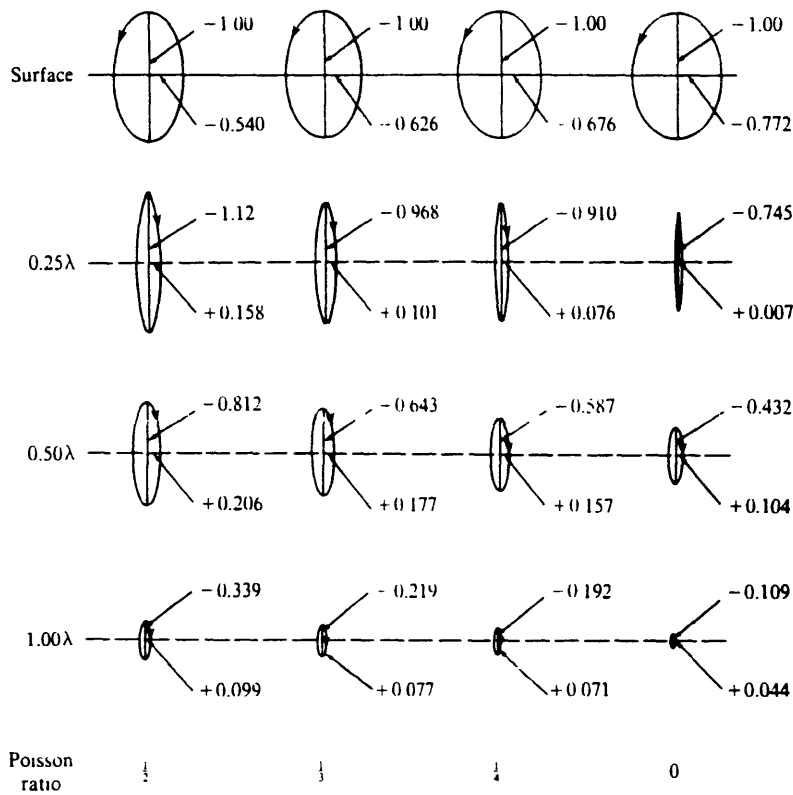 −1 00 −1 00 −1.00 −1.00
Surface
−0.540 −0 626 −0 676 −0.772
−1.12 −0 968 −0 910 −0.745
0.25λ
+0.158 +0 101 +0.076 +0.007
−0.812 −0 643 −0.587 −0.432
0.50λ
+0.206 +0 177 +0 157 +0.104
−0.339 −0.219 −0 192 −0.109
1.00λ
+0.099 +0 077 +0 071 +0.044
Poisson
ratio
½ ⅓ ¼ 0